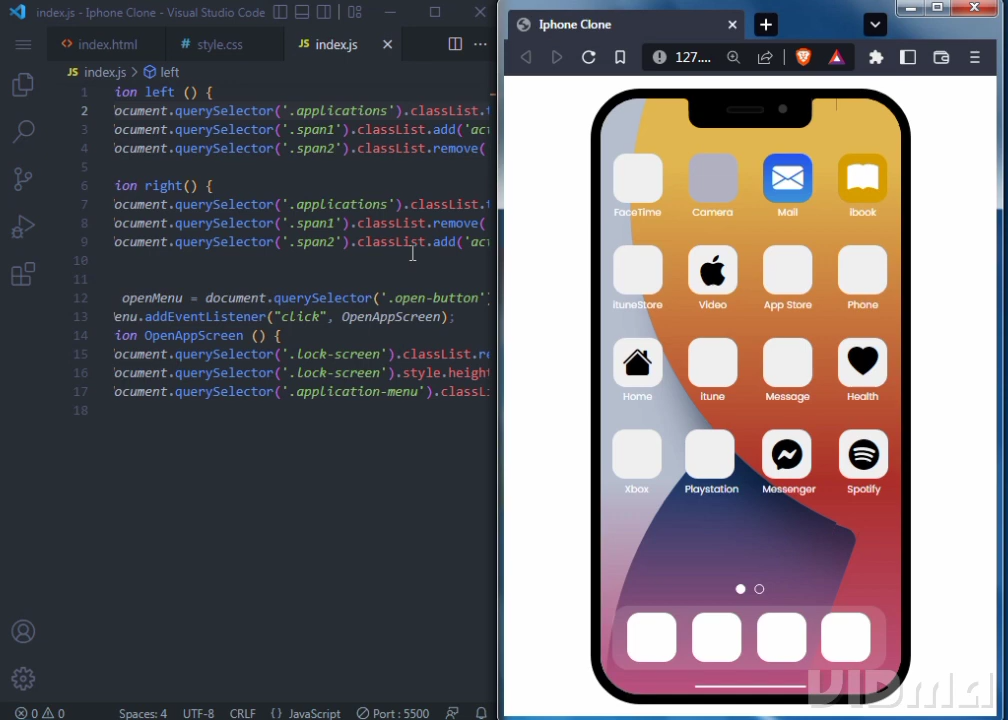 index.js - Iphone Clone - Visual Studio Code
index.html
# style.css
JS index.js
JS index.js > left
1 ion left () {
2 ocument.querySelector('.applications').classList.t
3 ocument.querySelector('.span1').classList.add('act
4 ocument.querySelector('.span2').classList.remove(
5
6 ion right() {
7 ocument.querySelector('.applications').classList.t
8 ocument.querySelector('.span1').classList.remove(
9 ocument.querySelector('.span2').classList.add('act
10
11
12 openMenu = document.querySelector('.open-button')
13 enu.addEventListener("click", OpenAppScreen);
14 ion OpenAppScreen () {
15 ocument.querySelector('.lock-screen').classList.re
16 ocument.querySelector('.lock-screen').style.height
17 ocument.querySelector('.application-menu').classL
18
0 0
Spaces: 4
UTF-8
CRLF
{} JavaScript
Port : 5500
Iphone Clone
127....
FaceTime
Camera
Mail
ibook
ituneStore
Video
App Store
Phone
Home
itune
Message
Health
Xbox
Playstation
Messenger
Spotify
VIDma